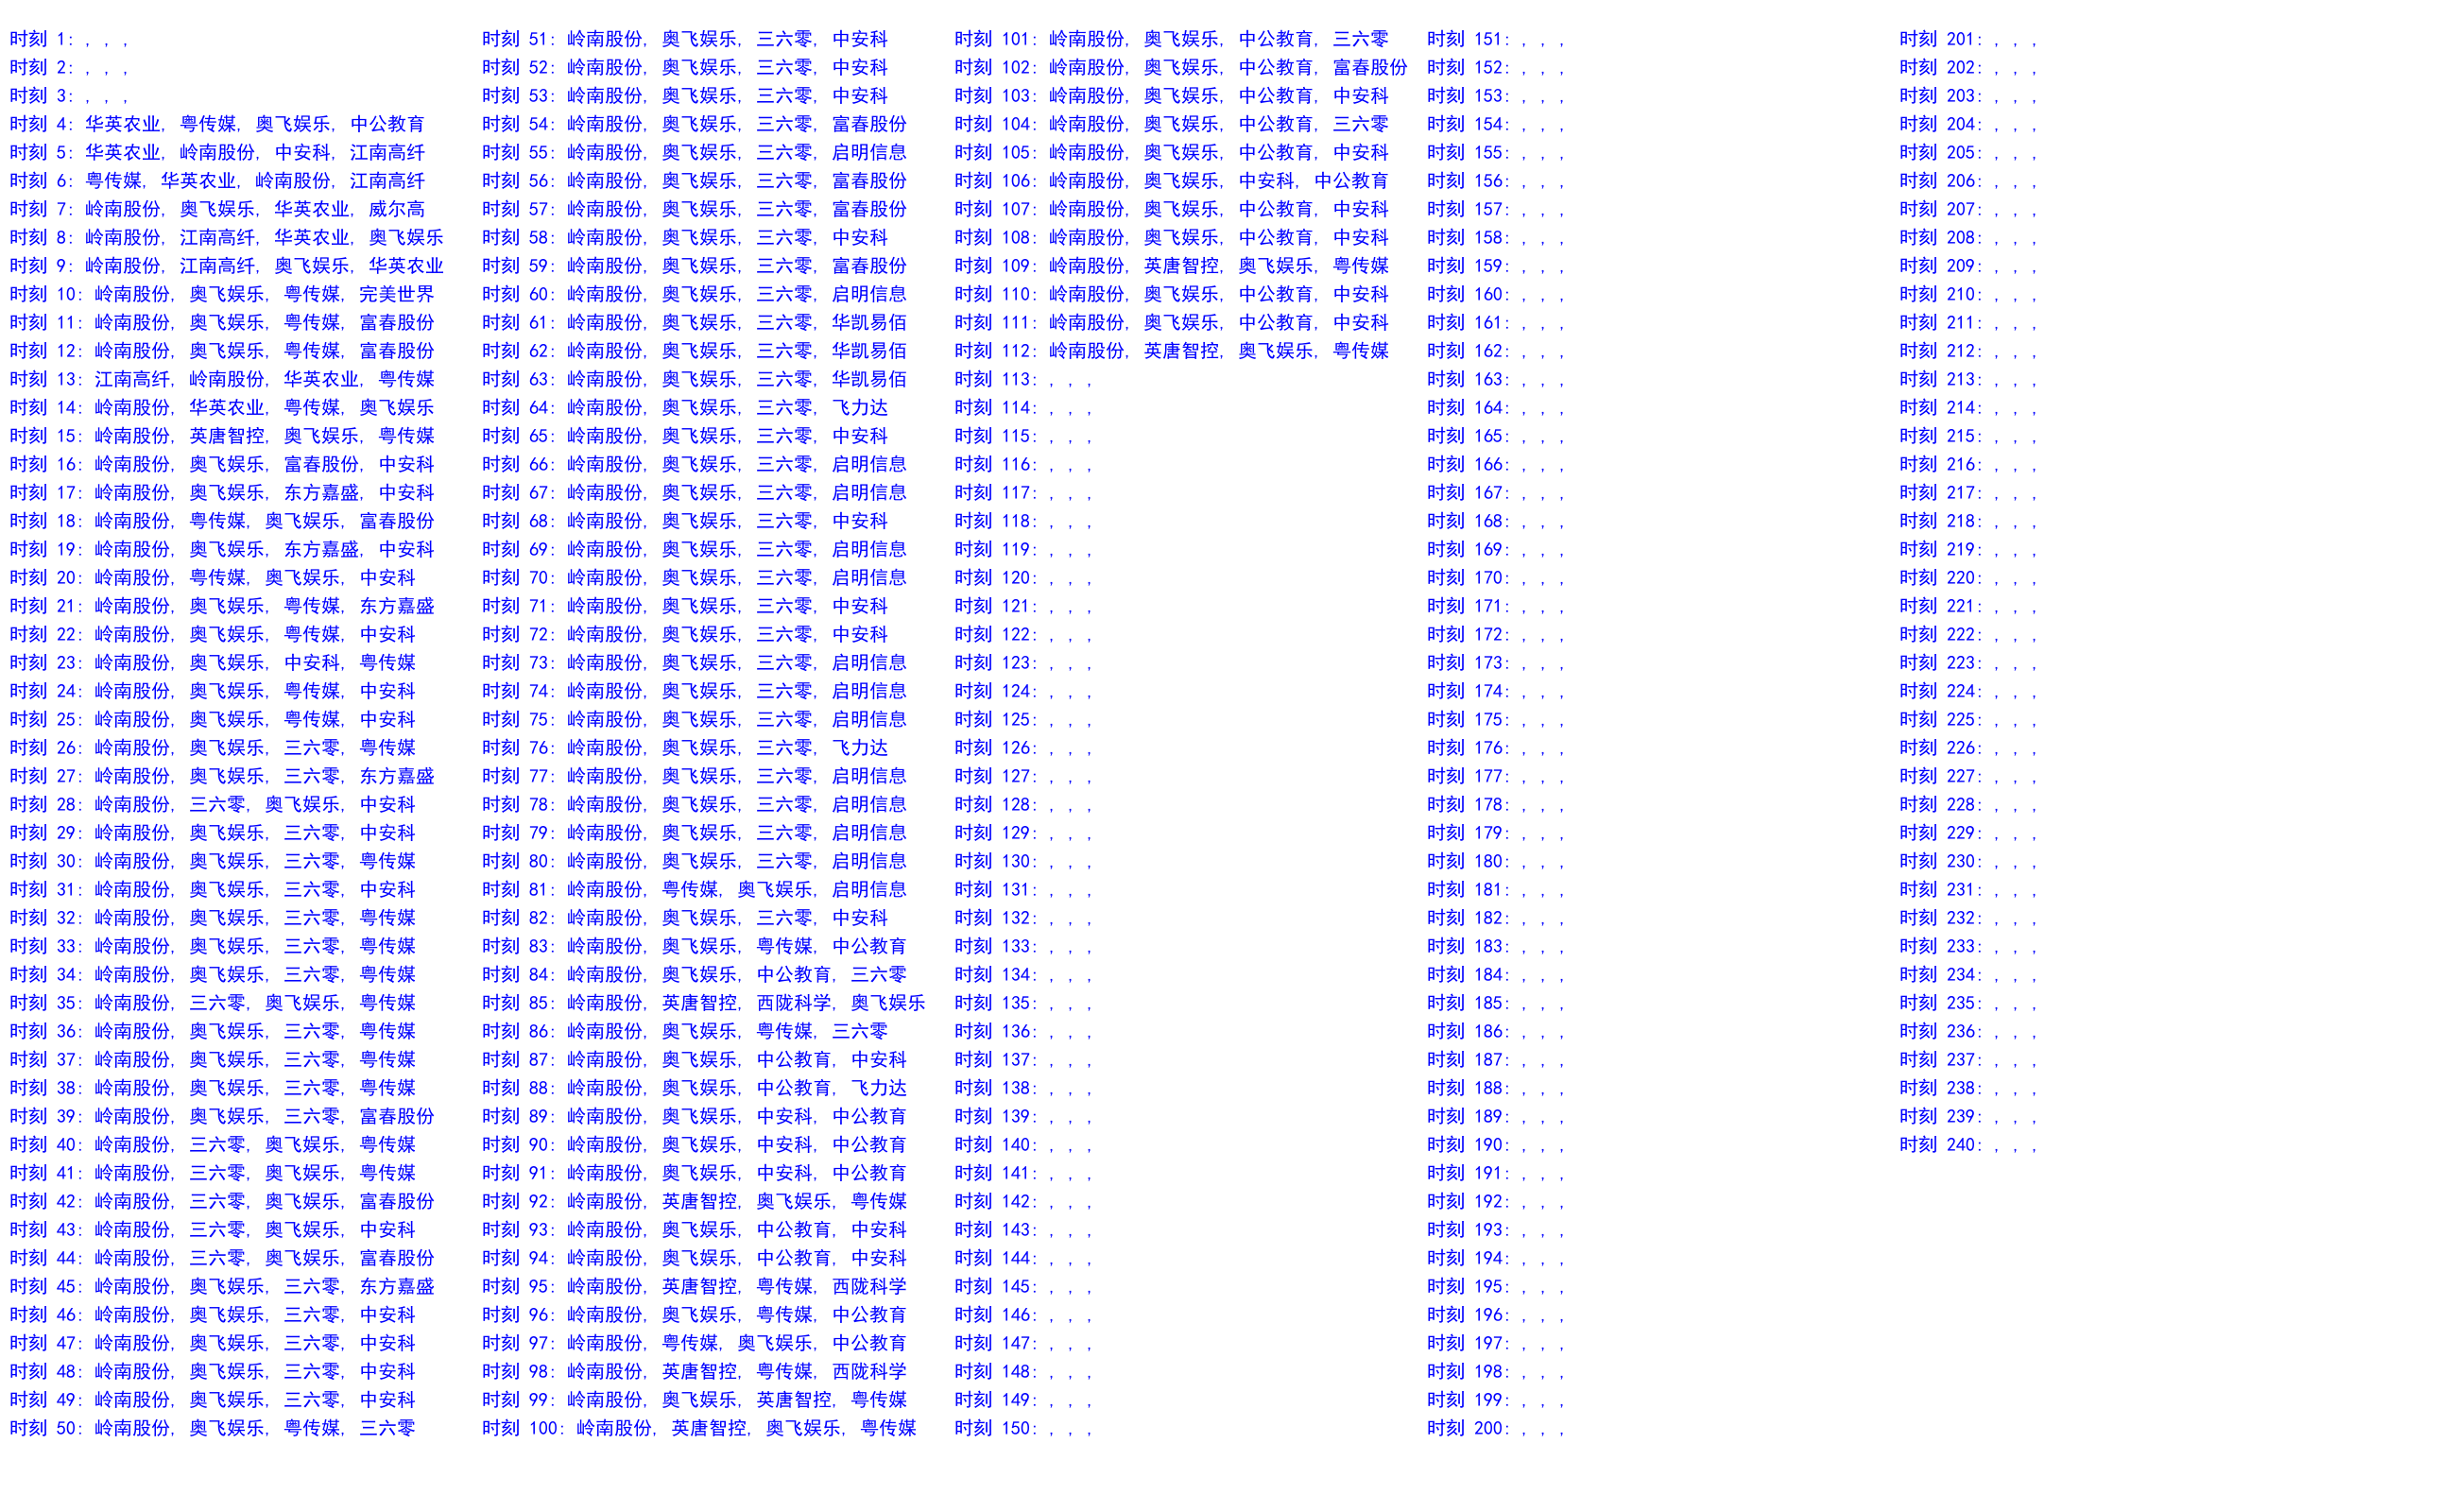 时刻 1: , , ,
时刻 2: , , ,
时刻 3: , , ,
时刻 4: 华英农业, 粤传媒, 奥飞娱乐, 中公教育
时刻 5: 华英农业, 岭南股份, 中安科, 江南高纤
时刻 6: 粤传媒, 华英农业, 岭南股份, 江南高纤
时刻 7: 岭南股份, 奥飞娱乐, 华英农业, 威尔高
时刻 8: 岭南股份, 江南高纤, 华英农业, 奥飞娱乐
时刻 9: 岭南股份, 江南高纤, 奥飞娱乐, 华英农业
时刻 10: 岭南股份, 奥飞娱乐, 粤传媒, 完美世界
时刻 11: 岭南股份, 奥飞娱乐, 粤传媒, 富春股份
时刻 12: 岭南股份, 奥飞娱乐, 粤传媒, 富春股份
时刻 13: 江南高纤, 岭南股份, 华英农业, 粤传媒
时刻 14: 岭南股份, 华英农业, 粤传媒, 奥飞娱乐
时刻 15: 岭南股份, 英唐智控, 奥飞娱乐, 粤传媒
时刻 16: 岭南股份, 奥飞娱乐, 富春股份, 中安科
时刻 17: 岭南股份, 奥飞娱乐, 东方嘉盛, 中安科
时刻 18: 岭南股份, 粤传媒, 奥飞娱乐, 富春股份
时刻 19: 岭南股份, 奥飞娱乐, 东方嘉盛, 中安科
时刻 20: 岭南股份, 粤传媒, 奥飞娱乐, 中安科
时刻 21: 岭南股份, 奥飞娱乐, 粤传媒, 东方嘉盛
时刻 22: 岭南股份, 奥飞娱乐, 粤传媒, 中安科
时刻 23: 岭南股份, 奥飞娱乐, 中安科, 粤传媒
时刻 24: 岭南股份, 奥飞娱乐, 粤传媒, 中安科
时刻 25: 岭南股份, 奥飞娱乐, 粤传媒, 中安科
时刻 26: 岭南股份, 奥飞娱乐, 三六零, 粤传媒
时刻 27: 岭南股份, 奥飞娱乐, 三六零, 东方嘉盛
时刻 28: 岭南股份, 三六零, 奥飞娱乐, 中安科
时刻 29: 岭南股份, 奥飞娱乐, 三六零, 中安科
时刻 30: 岭南股份, 奥飞娱乐, 三六零, 粤传媒
时刻 31: 岭南股份, 奥飞娱乐, 三六零, 中安科
时刻 32: 岭南股份, 奥飞娱乐, 三六零, 粤传媒
时刻 33: 岭南股份, 奥飞娱乐, 三六零, 粤传媒
时刻 34: 岭南股份, 奥飞娱乐, 三六零, 粤传媒
时刻 35: 岭南股份, 三六零, 奥飞娱乐, 粤传媒
时刻 36: 岭南股份, 奥飞娱乐, 三六零, 粤传媒
时刻 37: 岭南股份, 奥飞娱乐, 三六零, 粤传媒
时刻 38: 岭南股份, 奥飞娱乐, 三六零, 粤传媒
时刻 39: 岭南股份, 奥飞娱乐, 三六零, 富春股份
时刻 40: 岭南股份, 三六零, 奥飞娱乐, 粤传媒
时刻 41: 岭南股份, 三六零, 奥飞娱乐, 粤传媒
时刻 42: 岭南股份, 三六零, 奥飞娱乐, 富春股份
时刻 43: 岭南股份, 三六零, 奥飞娱乐, 中安科
时刻 44: 岭南股份, 三六零, 奥飞娱乐, 富春股份
时刻 45: 岭南股份, 奥飞娱乐, 三六零, 东方嘉盛
时刻 46: 岭南股份, 奥飞娱乐, 三六零, 中安科
时刻 47: 岭南股份, 奥飞娱乐, 三六零, 中安科
时刻 48: 岭南股份, 奥飞娱乐, 三六零, 中安科
时刻 49: 岭南股份, 奥飞娱乐, 三六零, 中安科
时刻 50: 岭南股份, 奥飞娱乐, 粤传媒, 三六零
时刻 51: 岭南股份, 奥飞娱乐, 三六零, 中安科
时刻 52: 岭南股份, 奥飞娱乐, 三六零, 中安科
时刻 53: 岭南股份, 奥飞娱乐, 三六零, 中安科
时刻 54: 岭南股份, 奥飞娱乐, 三六零, 富春股份
时刻 55: 岭南股份, 奥飞娱乐, 三六零, 启明信息
时刻 56: 岭南股份, 奥飞娱乐, 三六零, 富春股份
时刻 57: 岭南股份, 奥飞娱乐, 三六零, 富春股份
时刻 58: 岭南股份, 奥飞娱乐, 三六零, 中安科
时刻 59: 岭南股份, 奥飞娱乐, 三六零, 富春股份
时刻 60: 岭南股份, 奥飞娱乐, 三六零, 启明信息
时刻 61: 岭南股份, 奥飞娱乐, 三六零, 华凯易佰
时刻 62: 岭南股份, 奥飞娱乐, 三六零, 华凯易佰
时刻 63: 岭南股份, 奥飞娱乐, 三六零, 华凯易佰
时刻 64: 岭南股份, 奥飞娱乐, 三六零, 飞力达
时刻 65: 岭南股份, 奥飞娱乐, 三六零, 中安科
时刻 66: 岭南股份, 奥飞娱乐, 三六零, 启明信息
时刻 67: 岭南股份, 奥飞娱乐, 三六零, 启明信息
时刻 68: 岭南股份, 奥飞娱乐, 三六零, 中安科
时刻 69: 岭南股份, 奥飞娱乐, 三六零, 启明信息
时刻 70: 岭南股份, 奥飞娱乐, 三六零, 启明信息
时刻 71: 岭南股份, 奥飞娱乐, 三六零, 中安科
时刻 72: 岭南股份, 奥飞娱乐, 三六零, 中安科
时刻 73: 岭南股份, 奥飞娱乐, 三六零, 启明信息
时刻 74: 岭南股份, 奥飞娱乐, 三六零, 启明信息
时刻 75: 岭南股份, 奥飞娱乐, 三六零, 启明信息
时刻 76: 岭南股份, 奥飞娱乐, 三六零, 飞力达
时刻 77: 岭南股份, 奥飞娱乐, 三六零, 启明信息
时刻 78: 岭南股份, 奥飞娱乐, 三六零, 启明信息
时刻 79: 岭南股份, 奥飞娱乐, 三六零, 启明信息
时刻 80: 岭南股份, 奥飞娱乐, 三六零, 启明信息
时刻 81: 岭南股份, 粤传媒, 奥飞娱乐, 启明信息
时刻 82: 岭南股份, 奥飞娱乐, 三六零, 中安科
时刻 83: 岭南股份, 奥飞娱乐, 粤传媒, 中公教育
时刻 84: 岭南股份, 奥飞娱乐, 中公教育, 三六零
时刻 85: 岭南股份, 英唐智控, 西陇科学, 奥飞娱乐
时刻 86: 岭南股份, 奥飞娱乐, 粤传媒, 三六零
时刻 87: 岭南股份, 奥飞娱乐, 中公教育, 中安科
时刻 88: 岭南股份, 奥飞娱乐, 中公教育, 飞力达
时刻 89: 岭南股份, 奥飞娱乐, 中安科, 中公教育
时刻 90: 岭南股份, 奥飞娱乐, 中安科, 中公教育
时刻 91: 岭南股份, 奥飞娱乐, 中安科, 中公教育
时刻 92: 岭南股份, 英唐智控, 奥飞娱乐, 粤传媒
时刻 93: 岭南股份, 奥飞娱乐, 中公教育, 中安科
时刻 94: 岭南股份, 奥飞娱乐, 中公教育, 中安科
时刻 95: 岭南股份, 英唐智控, 粤传媒, 西陇科学
时刻 96: 岭南股份, 奥飞娱乐, 粤传媒, 中公教育
时刻 97: 岭南股份, 粤传媒, 奥飞娱乐, 中公教育
时刻 98: 岭南股份, 英唐智控, 粤传媒, 西陇科学
时刻 99: 岭南股份, 奥飞娱乐, 英唐智控, 粤传媒
时刻 100: 岭南股份, 英唐智控, 奥飞娱乐, 粤传媒
时刻 101: 岭南股份, 奥飞娱乐, 中公教育, 三六零
时刻 102: 岭南股份, 奥飞娱乐, 中公教育, 富春股份
时刻 103: 岭南股份, 奥飞娱乐, 中公教育, 中安科
时刻 104: 岭南股份, 奥飞娱乐, 中公教育, 三六零
时刻 105: 岭南股份, 奥飞娱乐, 中公教育, 中安科
时刻 106: 岭南股份, 奥飞娱乐, 中安科, 中公教育
时刻 107: 岭南股份, 奥飞娱乐, 中公教育, 中安科
时刻 108: 岭南股份, 奥飞娱乐, 中公教育, 中安科
时刻 109: 岭南股份, 英唐智控, 奥飞娱乐, 粤传媒
时刻 110: 岭南股份, 奥飞娱乐, 中公教育, 中安科
时刻 111: 岭南股份, 奥飞娱乐, 中公教育, 中安科
时刻 112: 岭南股份, 英唐智控, 奥飞娱乐, 粤传媒
时刻 113: , , ,
时刻 114: , , ,
时刻 115: , , ,
时刻 116: , , ,
时刻 117: , , ,
时刻 118: , , ,
时刻 119: , , ,
时刻 120: , , ,
时刻 121: , , ,
时刻 122: , , ,
时刻 123: , , ,
时刻 124: , , ,
时刻 125: , , ,
时刻 126: , , ,
时刻 127: , , ,
时刻 128: , , ,
时刻 129: , , ,
时刻 130: , , ,
时刻 131: , , ,
时刻 132: , , ,
时刻 133: , , ,
时刻 134: , , ,
时刻 135: , , ,
时刻 136: , , ,
时刻 137: , , ,
时刻 138: , , ,
时刻 139: , , ,
时刻 140: , , ,
时刻 141: , , ,
时刻 142: , , ,
时刻 143: , , ,
时刻 144: , , ,
时刻 145: , , ,
时刻 146: , , ,
时刻 147: , , ,
时刻 148: , , ,
时刻 149: , , ,
时刻 150: , , ,
时刻 151: , , ,
时刻 152: , , ,
时刻 153: , , ,
时刻 154: , , ,
时刻 155: , , ,
时刻 156: , , ,
时刻 157: , , ,
时刻 158: , , ,
时刻 159: , , ,
时刻 160: , , ,
时刻 161: , , ,
时刻 162: , , ,
时刻 163: , , ,
时刻 164: , , ,
时刻 165: , , ,
时刻 166: , , ,
时刻 167: , , ,
时刻 168: , , ,
时刻 169: , , ,
时刻 170: , , ,
时刻 171: , , ,
时刻 172: , , ,
时刻 173: , , ,
时刻 174: , , ,
时刻 175: , , ,
时刻 176: , , ,
时刻 177: , , ,
时刻 178: , , ,
时刻 179: , , ,
时刻 180: , , ,
时刻 181: , , ,
时刻 182: , , ,
时刻 183: , , ,
时刻 184: , , ,
时刻 185: , , ,
时刻 186: , , ,
时刻 187: , , ,
时刻 188: , , ,
时刻 189: , , ,
时刻 190: , , ,
时刻 191: , , ,
时刻 192: , , ,
时刻 193: , , ,
时刻 194: , , ,
时刻 195: , , ,
时刻 196: , , ,
时刻 197: , , ,
时刻 198: , , ,
时刻 199: , , ,
时刻 200: , , ,
时刻 201: , , ,
时刻 202: , , ,
时刻 203: , , ,
时刻 204: , , ,
时刻 205: , , ,
时刻 206: , , ,
时刻 207: , , ,
时刻 208: , , ,
时刻 209: , , ,
时刻 210: , , ,
时刻 211: , , ,
时刻 212: , , ,
时刻 213: , , ,
时刻 214: , , ,
时刻 215: , , ,
时刻 216: , , ,
时刻 217: , , ,
时刻 218: , , ,
时刻 219: , , ,
时刻 220: , , ,
时刻 221: , , ,
时刻 222: , , ,
时刻 223: , , ,
时刻 224: , , ,
时刻 225: , , ,
时刻 226: , , ,
时刻 227: , , ,
时刻 228: , , ,
时刻 229: , , ,
时刻 230: , , ,
时刻 231: , , ,
时刻 232: , , ,
时刻 233: , , ,
时刻 234: , , ,
时刻 235: , , ,
时刻 236: , , ,
时刻 237: , , ,
时刻 238: , , ,
时刻 239: , , ,
时刻 240: , , ,